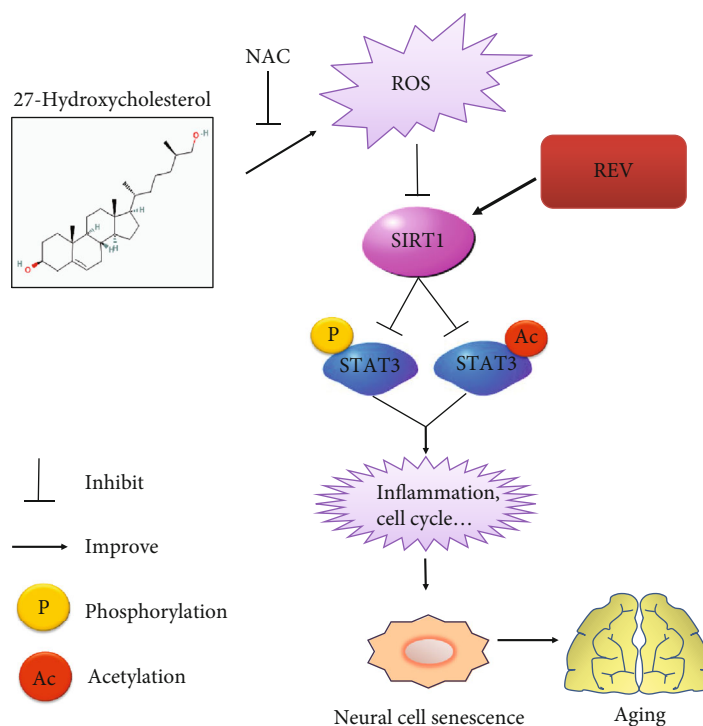 NAC
ROS
27-Hydroxycholesterol
O-H
H
H
H
H
H
O
REV
SIRT1
P
STAT3
Ac
STAT3
Inflammation,
cell cycle...
Inhibit
Improve
P
Phosphorylation
Ac
Acetylation
Neural cell senescence
Aging